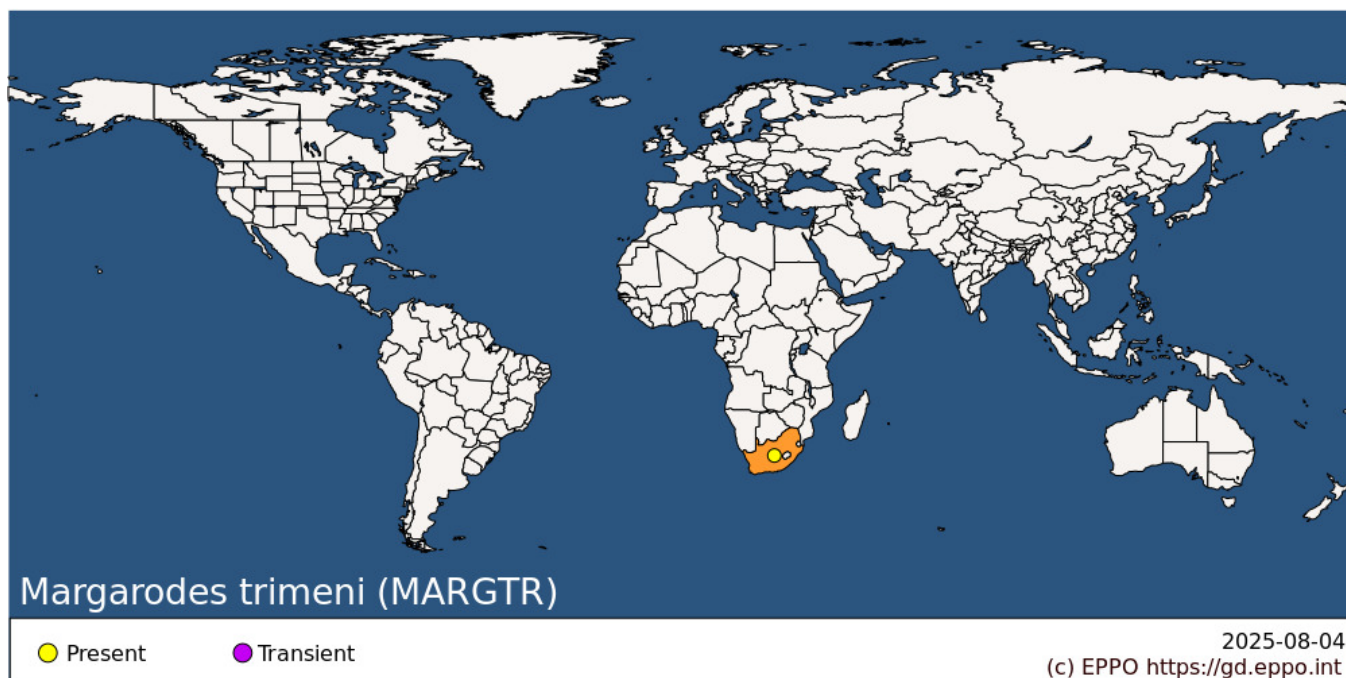 Margarodes trimeni (MARGTR)
Present
Transient
2025-08-04
(c) EPPO https://gd.eppo.int